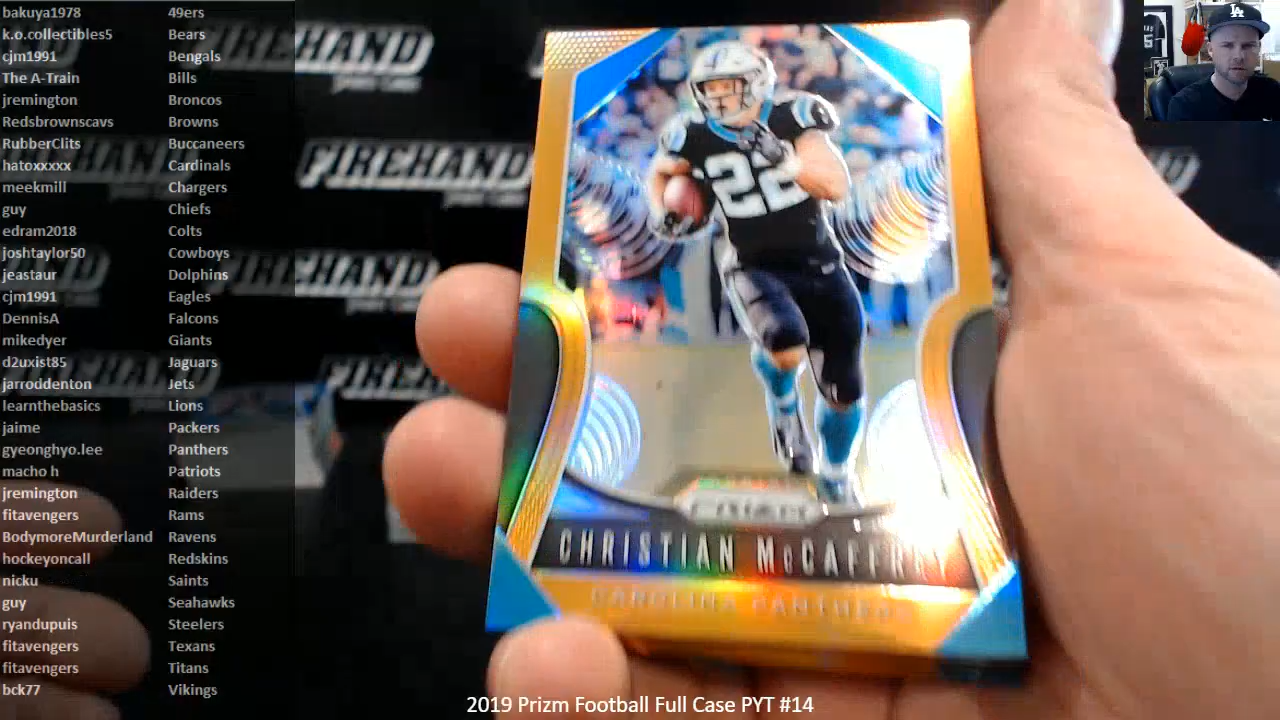 bakuya1978 49ers
k.o.collectibles5 Bears
cjm1991 Bengals
The A-Train Bills
jremington Broncos
Redsbrownscavs Browns
RubberClits Buccaneers
hatoxxxxx Cardinals
meekmill Chargers
guy Chiefs
edram2018 Colts
joshtaylor50 Cowboys
jeastaur Dolphins
cjm1991 Eagles
DennisA Falcons
mikedyer Giants
d2uxist85 Jaguars
jarroddenton Jets
learnthebasics Lions
jaime Packers
gyeonghyo.lee Panthers
macho h Patriots
jremington Raiders
fitavengers Rams
BodymoreMurderland Ravens
hockeyoncall Redskins
nicku Saints
guy Seahawks
ryandupuis Steelers
fitavengers Texans
fitavengers Titans
bck77 Vikings
FIREHAND
FIREHAND
FIREHAND
22
PRIZM
CHRISTIAN McCAFFREY
CAROLINA PANTHERS
LA
2019 Prizm Football Full Case PYT #14